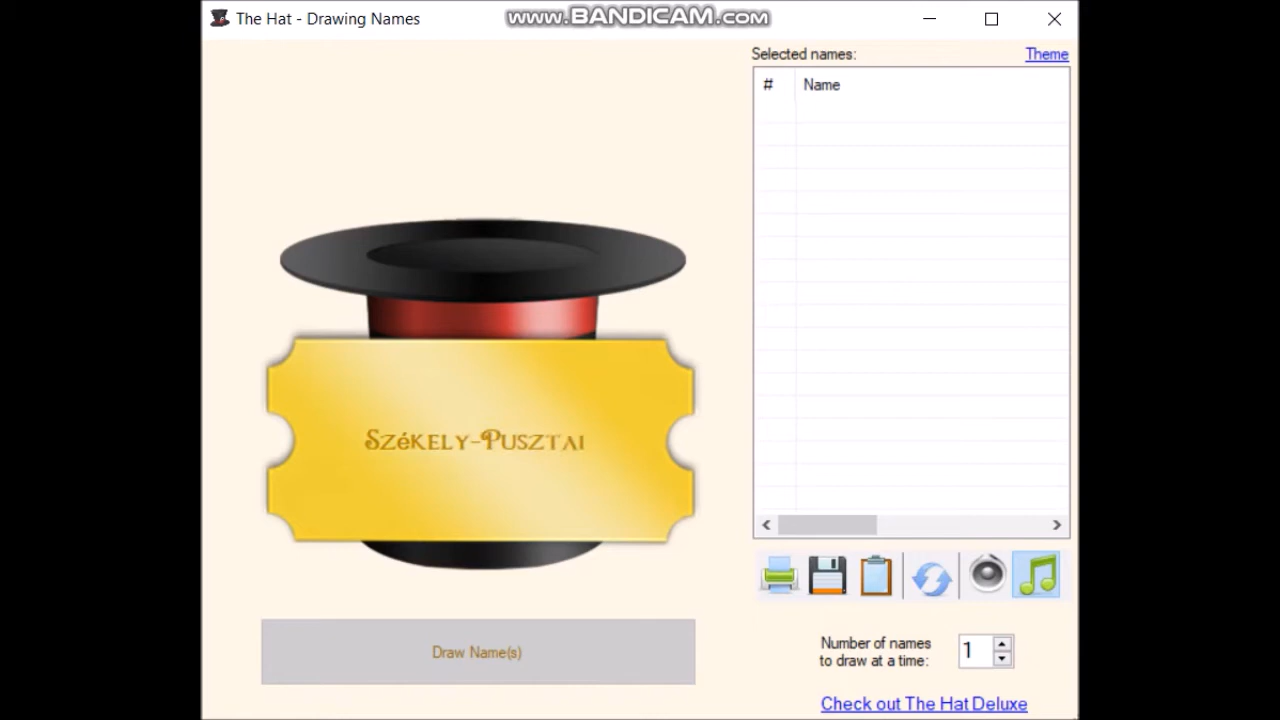 The Hat - Drawing Names
www.BANDICAM.com
Selected names:
Theme
# Name
Székely-Pusztai
Draw Name(s)
Number of names
to draw at a time:
1
Check out The Hat Deluxe